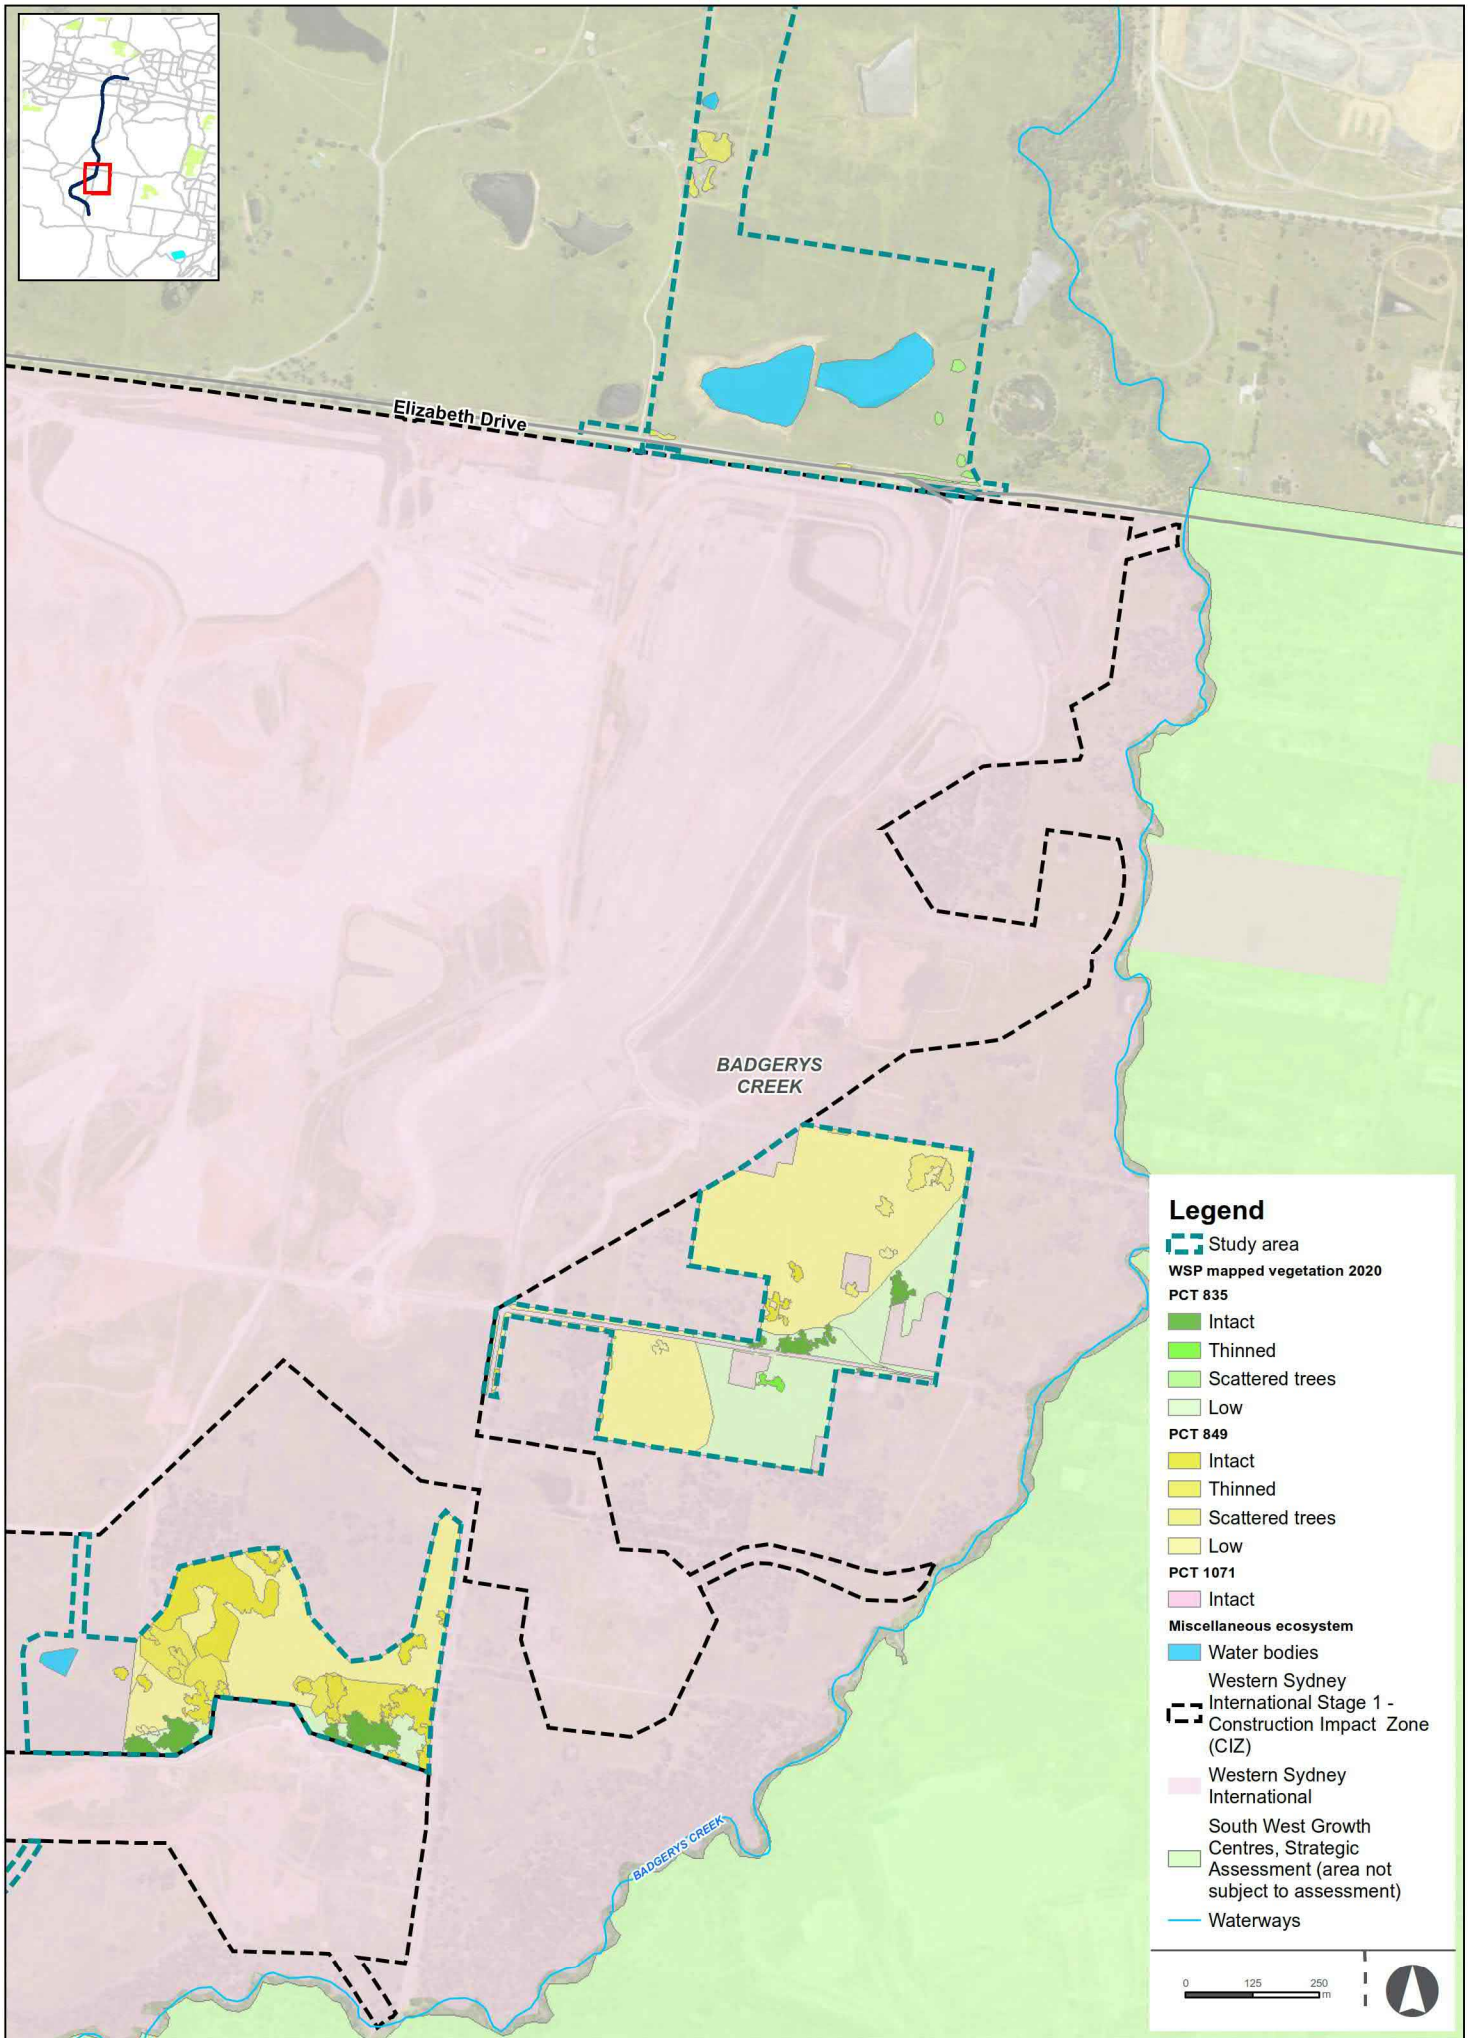 Elizabeth Drive
BADGERYS
CREEK
BADGERYS CREEK
Legend
Study area
WSP mapped vegetation 2020
PCT 835
Intact
Thinned
Scattered trees
Low
PCT 849
Intact
Thinned
Scattered trees
Low
PCT 1071
Intact
Miscellaneous ecosystem
Water bodies
Western Sydney
International Stage 1 -
Construction Impact Zone
(CIZ)
Western Sydney
International
South West Growth
Centres, Strategic
Assessment (area not
subject to assessment)
Waterways
0 125 250
m